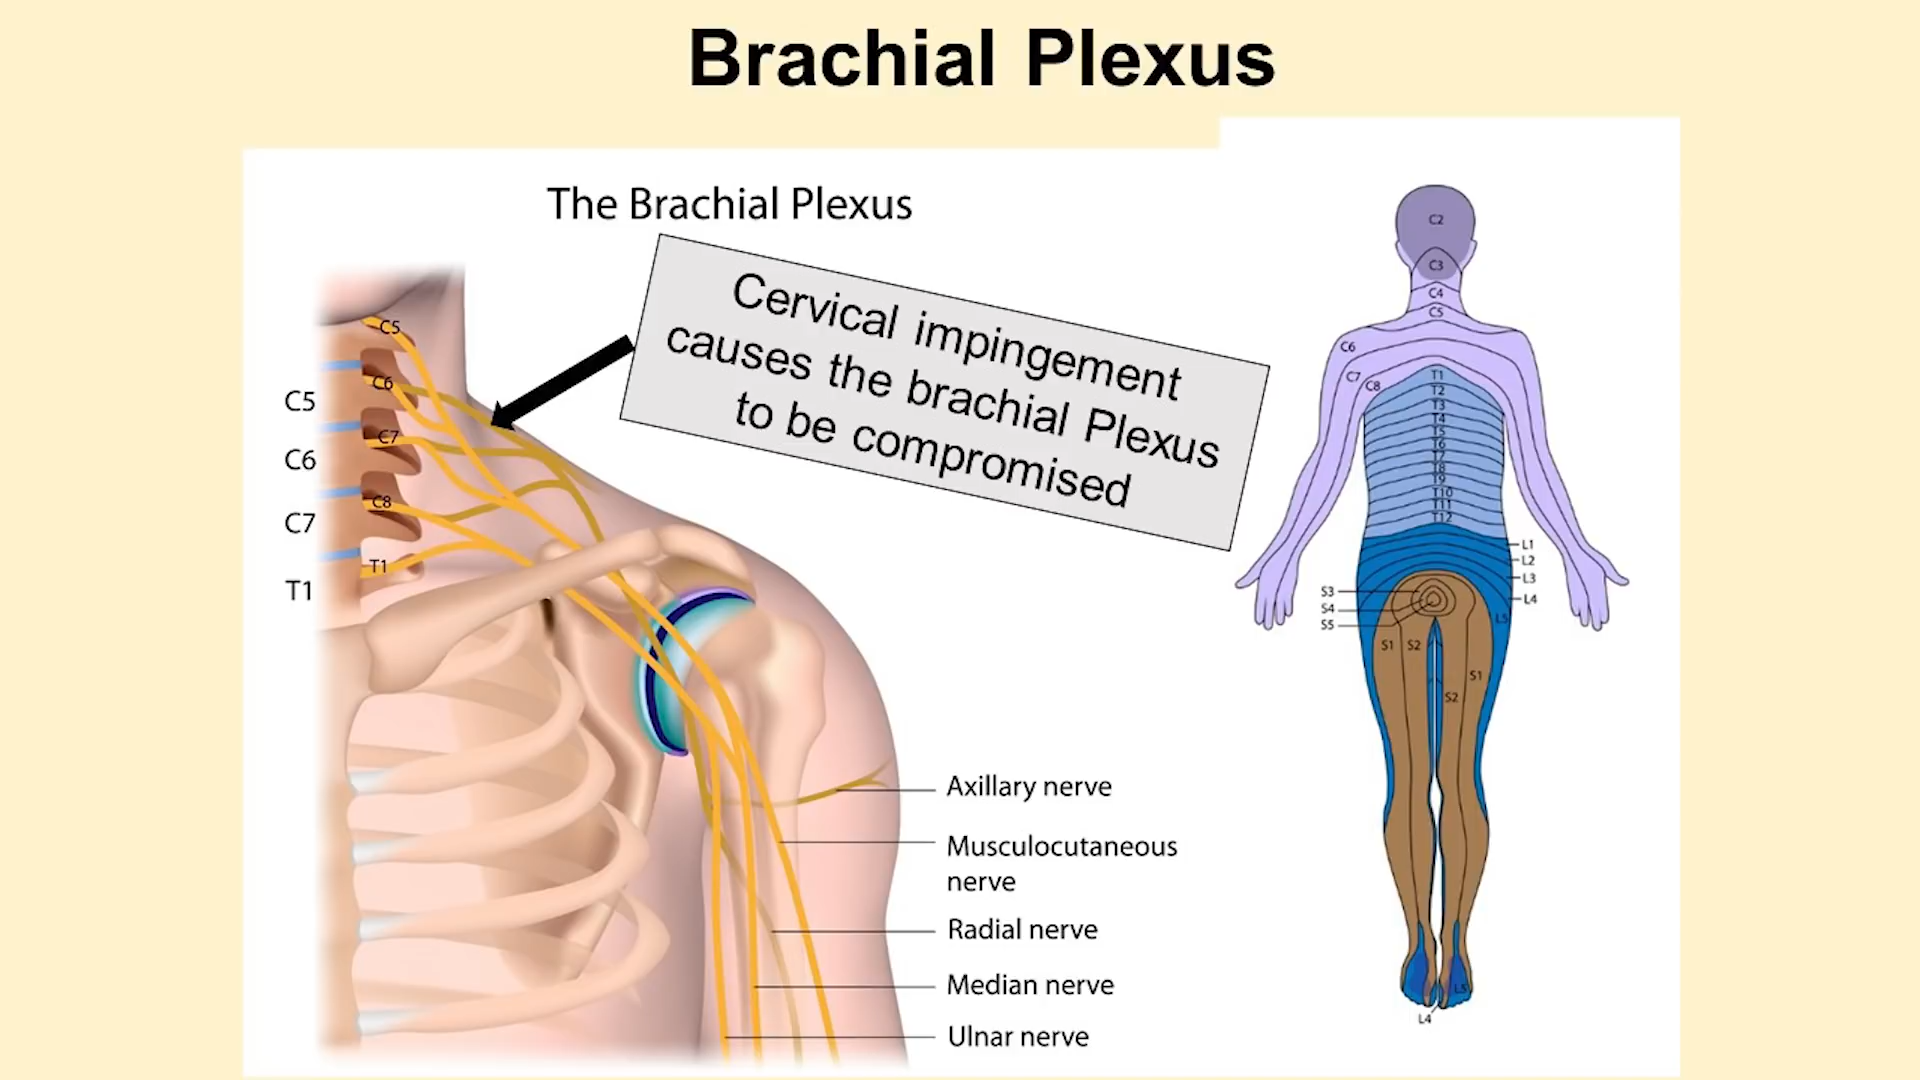 Brachial Plexus
The Brachial Plexus
Cervical impingement
causes the brachial Plexus
to be compromised
C5
C6
C7
C8
T1
C5
C6
C7
T1
Axillary nerve
Musculocutaneous
nerve
Radial nerve
Median nerve
Ulnar nerve
C2
C3
C4
C5
C6
C7
C8
T1
T2
T3
T4
T5
T6
T7
T8
T9
T10
T11
T12
L1
L2
L3
L4
S3
S4
S5
L5
S1
S2
S1
S2
L5
L4